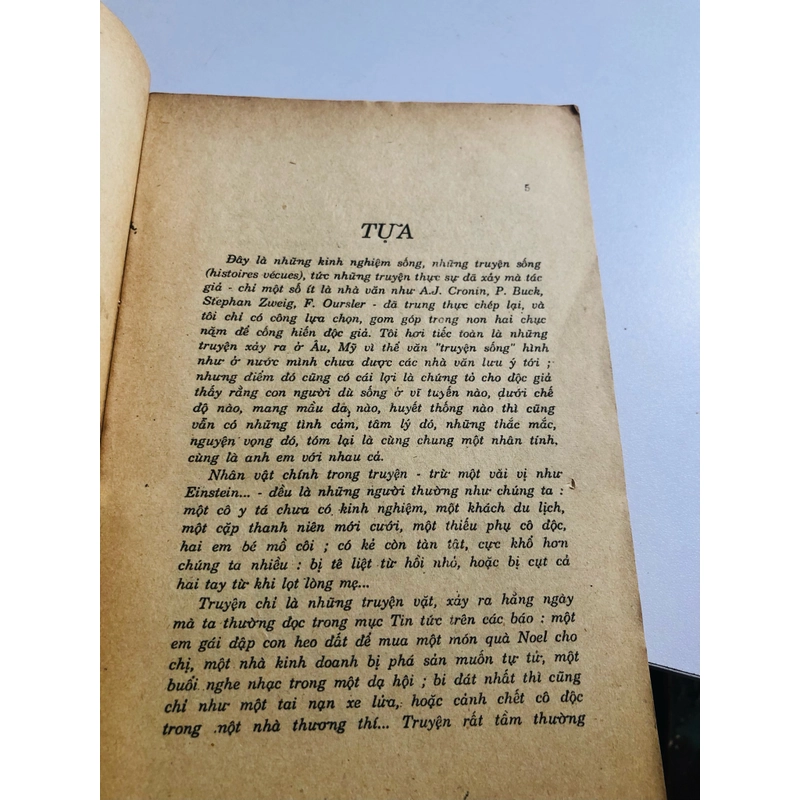 5
TỰA
Đây là những kinh nghiệm sống, những truyện sống
(histoires vécues), tức những truyện thực sự đã xảy mà tác
giả - chỉ một số ít là nhà văn như A.J. Cronin, P. Buck,
Stephan Zweig, F. Oursler - đã trung thực chép lại, và
tôi chỉ có công lựa chọn, gom góp trong non hai chục
năm để cống hiến độc giả. Tôi hơi tiếc toàn là những
truyện xảy ra ở Âu, Mỹ vì thể văn "truyện sống" hình
như ở nước mình chưa được các nhà văn lưu ý tới ;
nhưng điểm đó cũng có cái lợi là chứng tỏ cho độc giả
thấy rằng con người dù sống ở vĩ tuyến nào, dưới chế
độ nào, mang mầu da nào, huyết thống nào thì cũng
vẫn có những tình cảm, tâm lý đó, những thắc mắc,
nguyện vọng đó, tóm lại là cùng chung một nhân tính,
cùng là anh em với nhau cả.
Nhân vật chính trong truyện - trừ một vài vị như
Einstein... - đều là những người thường như chúng ta :
một cô y tá chưa có kinh nghiệm, một khách du lịch,
một cặp thanh niên mới cưới, một thiếu phụ cô độc,
hai em bé mồ côi ; có kẻ còn tàn tật, cực khổ hơn
chúng ta nhiều : bị tê liệt từ hồi nhỏ, hoặc bị cụt cả
hai tay từ khi lọt lòng mẹ...
Truyện chỉ là những truyện vặt, xảy ra hằng ngày
mà ta thường đọc trong mục Tin tức trên các báo : một
em gái đập con heo đất để mua một món quà Noel cho
chị, một nhà kinh doanh bị phá sản muốn tự tử, một
buổi nghe nhạc trong một dạ hội ; bi đát nhất thì cũng
chỉ như một tai nạn xe lửa, hoặc cảnh chết cô độc
trong một nhà thương thí... Truyện rất tầm thường